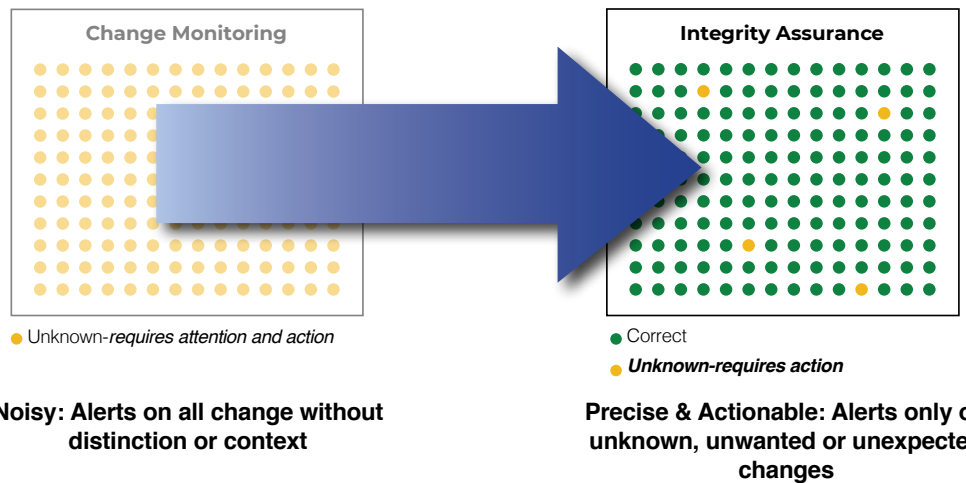 Change Monitoring
Integrity Assurance
Unknown-requires attention and action
Correct
Unknown-requires action
Noisy: Alerts on all change without
distinction or context
Precise & Actionable: Alerts only o
unknown, unwanted or unexpecte
changes